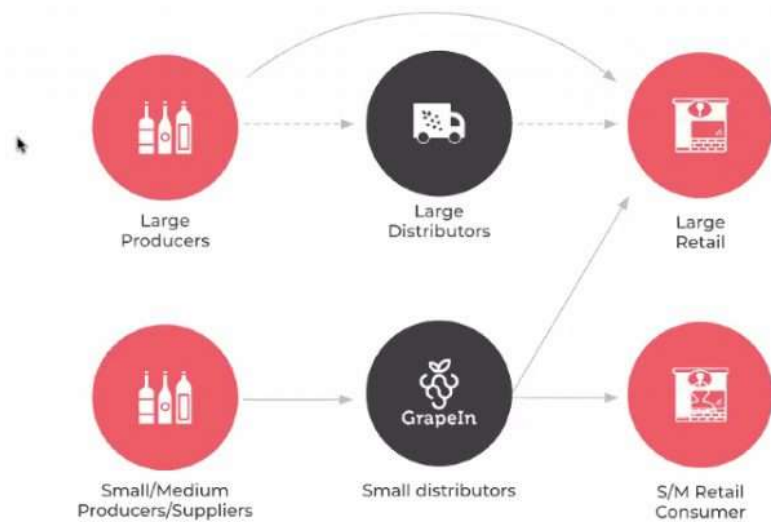 Large
Producers
Large
Distributors
Large
Retail
GrapeIn
Small/Medium
Producers/Suppliers
Small distributors
S/M Retail
Consumer